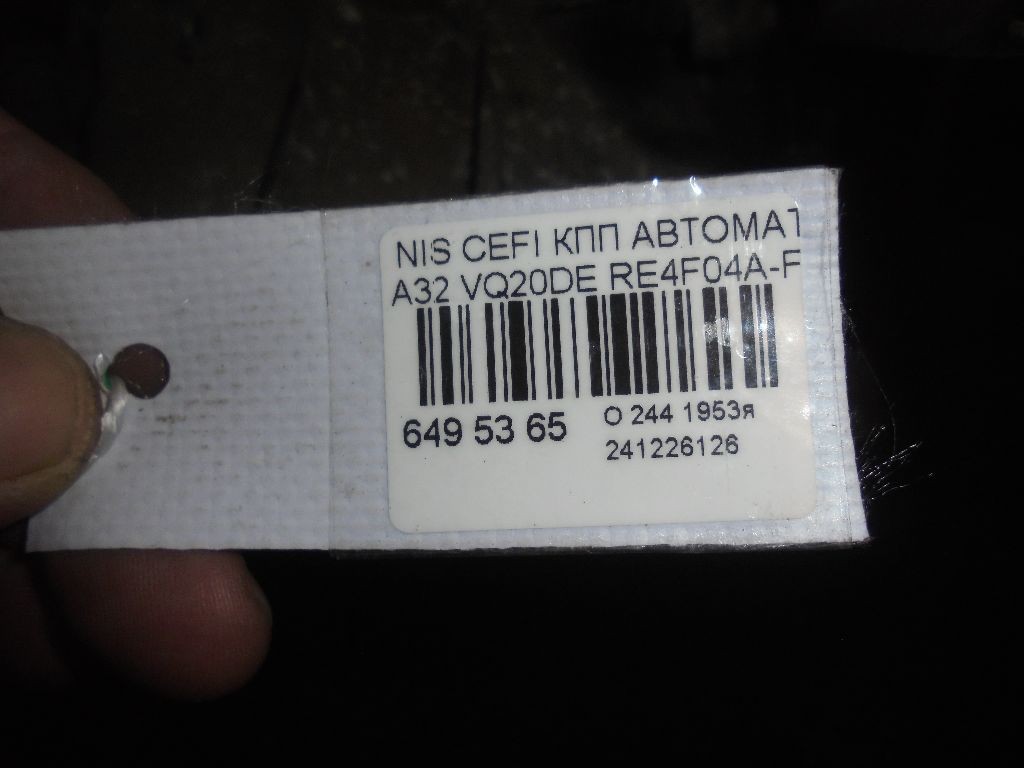 NIS CEFI КПП АВТОМАТ
A32 VQ20DE RE4F04A-F
649 53 65
О 244 1953я
241226126